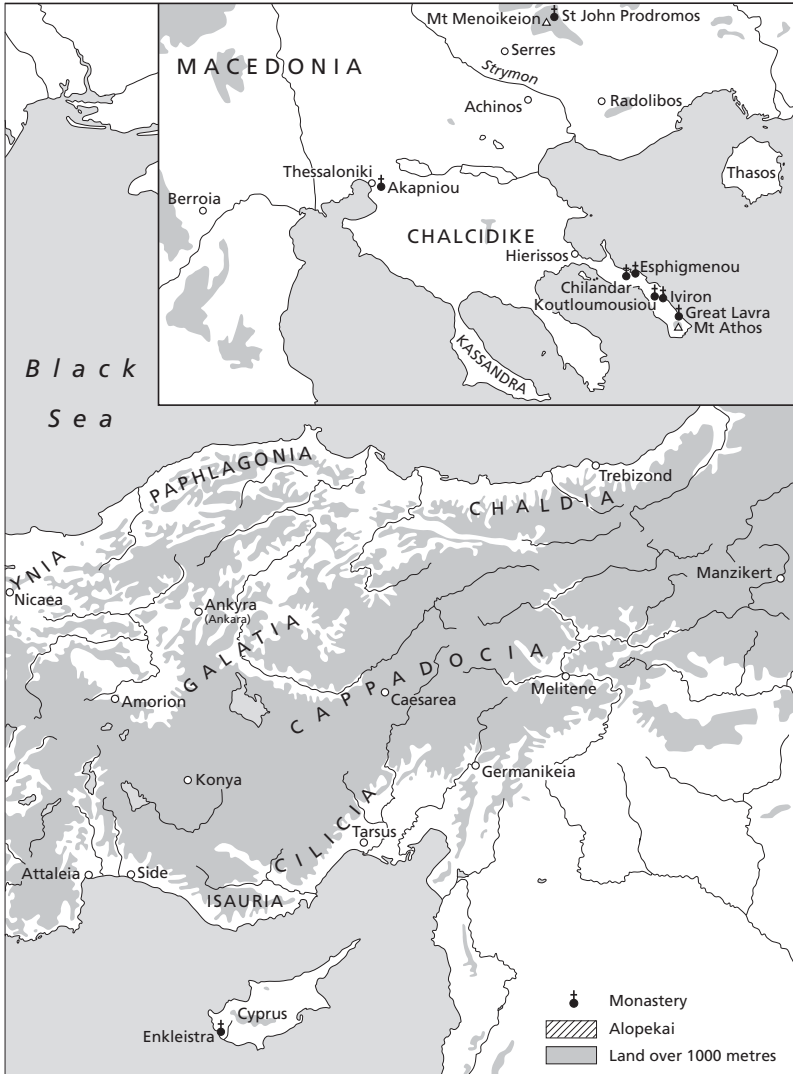 Mt Menoikeion
St John Prodromos
Serres
MACEDONIA
Strymon
Achinos
Radolibos
Thessaloniki
Akapniou
Thasos
Berroia
CHALCIDIKE
Hierissos
Esphigmenou
Chilandar
Koutloumousiou
Iviron
Great Lavra
Mt Athos
KASSANDRA
Black
Sea
PAPHLAGONIA
Trebizond
CHALDIA
YNIA
Nicaea
Manzikert
Ankyra
(Ankara)
GALATIA
CAPPADOCIA
Melitene
Amorion
Caesarea
Germanikeia
Konya
CILICIA
Tarsus
Attaleia
Side
ISAURIA
Cyprus
Enkleistra
Monastery
Alopekai
Land over 1000 metres